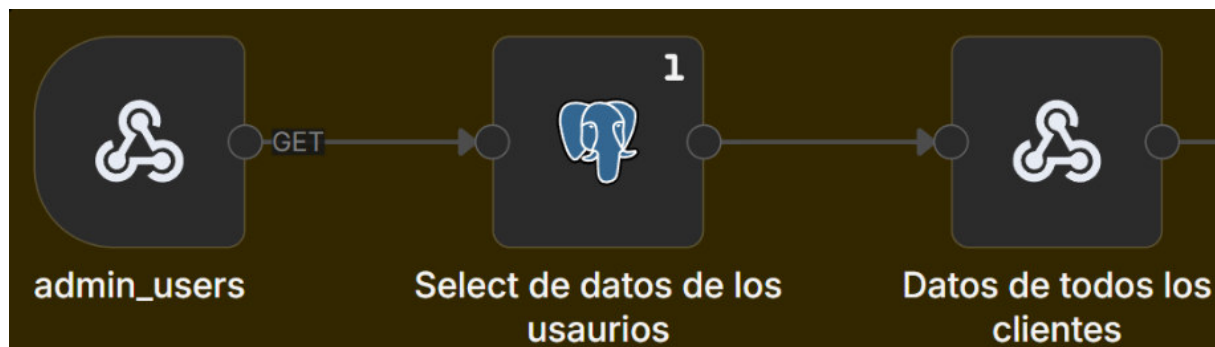 1
GET
admin_users
Select de datos de los
usaurios
Datos de todos los
clientes